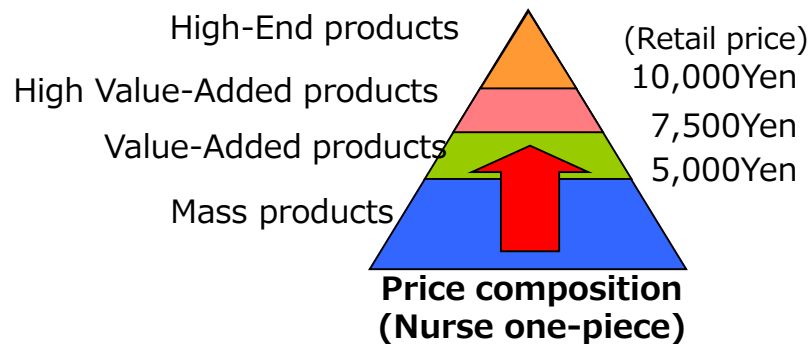 High-End products
(Retail price)
10,000Yen
High Value-Added products
7,500Yen
Value-Added products
5,000Yen
Mass products
Price composition
(Nurse one-piece)